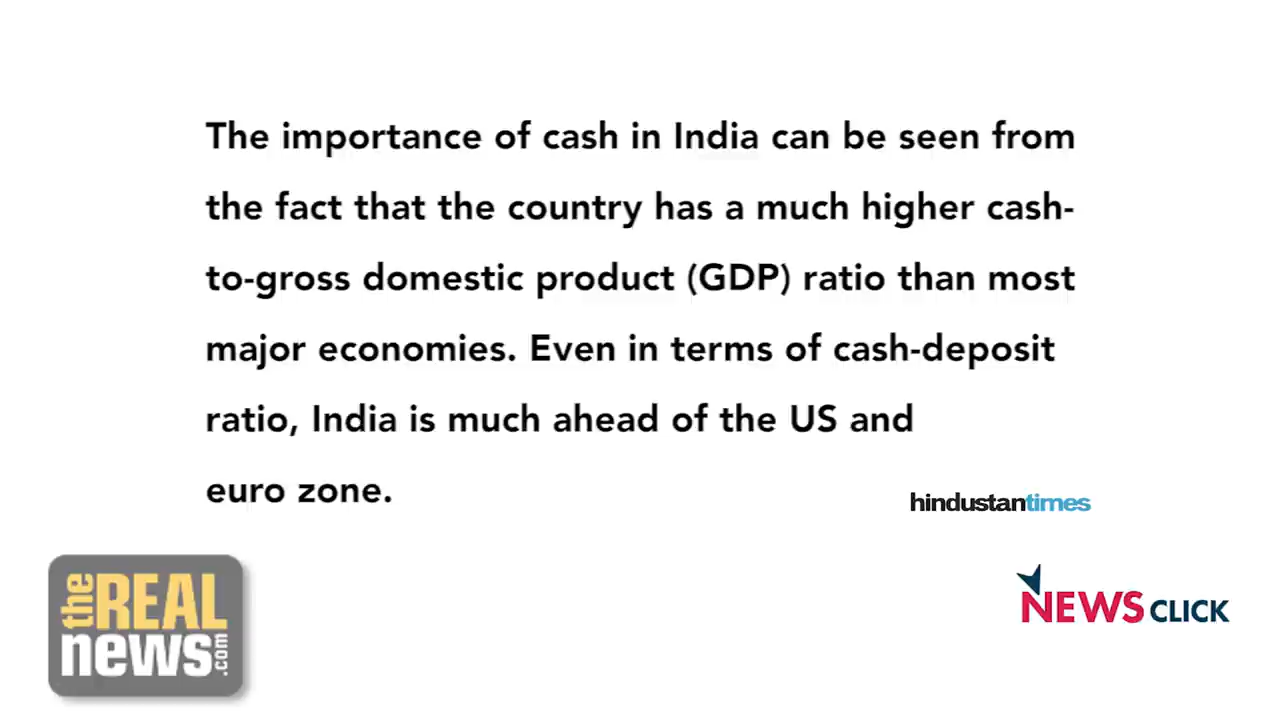 The importance of cash in India can be seen from
the fact that the country has a much higher cash-
to-gross domestic product (GDP) ratio than most
major economies. Even in terms of cash-deposit
ratio, India is much ahead of the US and
euro zone.
hindustantimes
the REAL
news.com
NEWS CLICK